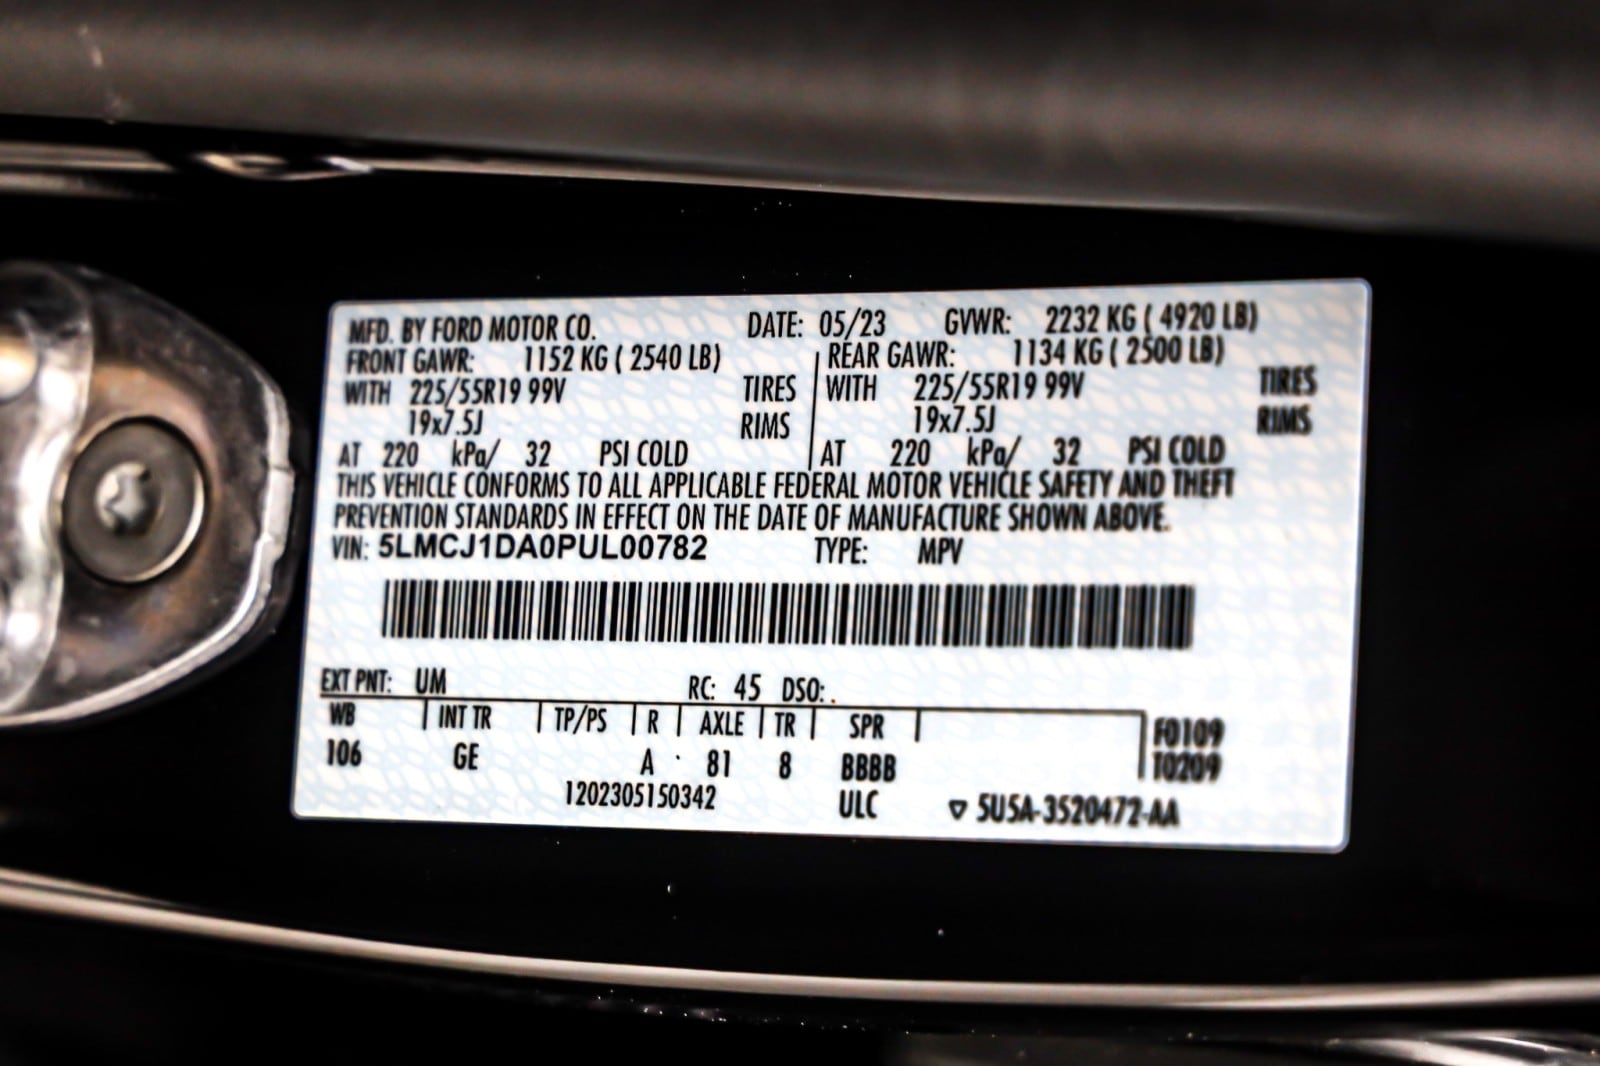 MFD. BY FORD MOTOR CO. DATE: 05/23 GVWR: 2232 KG ( 4920 LB)
FRONT GAWR: 1152 KG ( 2540 LB) REAR GAWR: 1134 KG ( 2500 LB)
WITH 225/55R19 99V TIRES WITH 225/55R19 99V TIRES
19x7.5J RIMS 19x7.5J RIMS
AT 220 kPa/ 32 PSI COLD AT 220 kPa/ 32 PSI COLD
THIS VEHICLE CONFORMS TO ALL APPLICABLE FEDERAL MOTOR VEHICLE SAFETY AND THEFT
PREVENTION STANDARDS IN EFFECT ON THE DATE OF MANUFACTURE SHOWN ABOVE.
VIN: 5LMCJ1DA0PUL00782 TYPE: MPV
EXT PNT: UM RC: 45 DSO:
WB INT TR TP/PS R AXLE TR SPR F0109
106 GE A 81 8 BBBB T0209
1202305150342 ULC ▽ 5U5A-3520472-AA